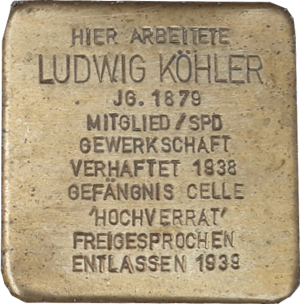 HIER ARBEITETE
LUDWIG KÖHLER
JG. 1879
MITGLIED/SPD
GEWERKSCHAFT
VERHAFTET 1938
GEFÄNGNIS CELLE
'HOCHVERRAT'
FREIGESPROCHEN
ENTLASSEN 1939